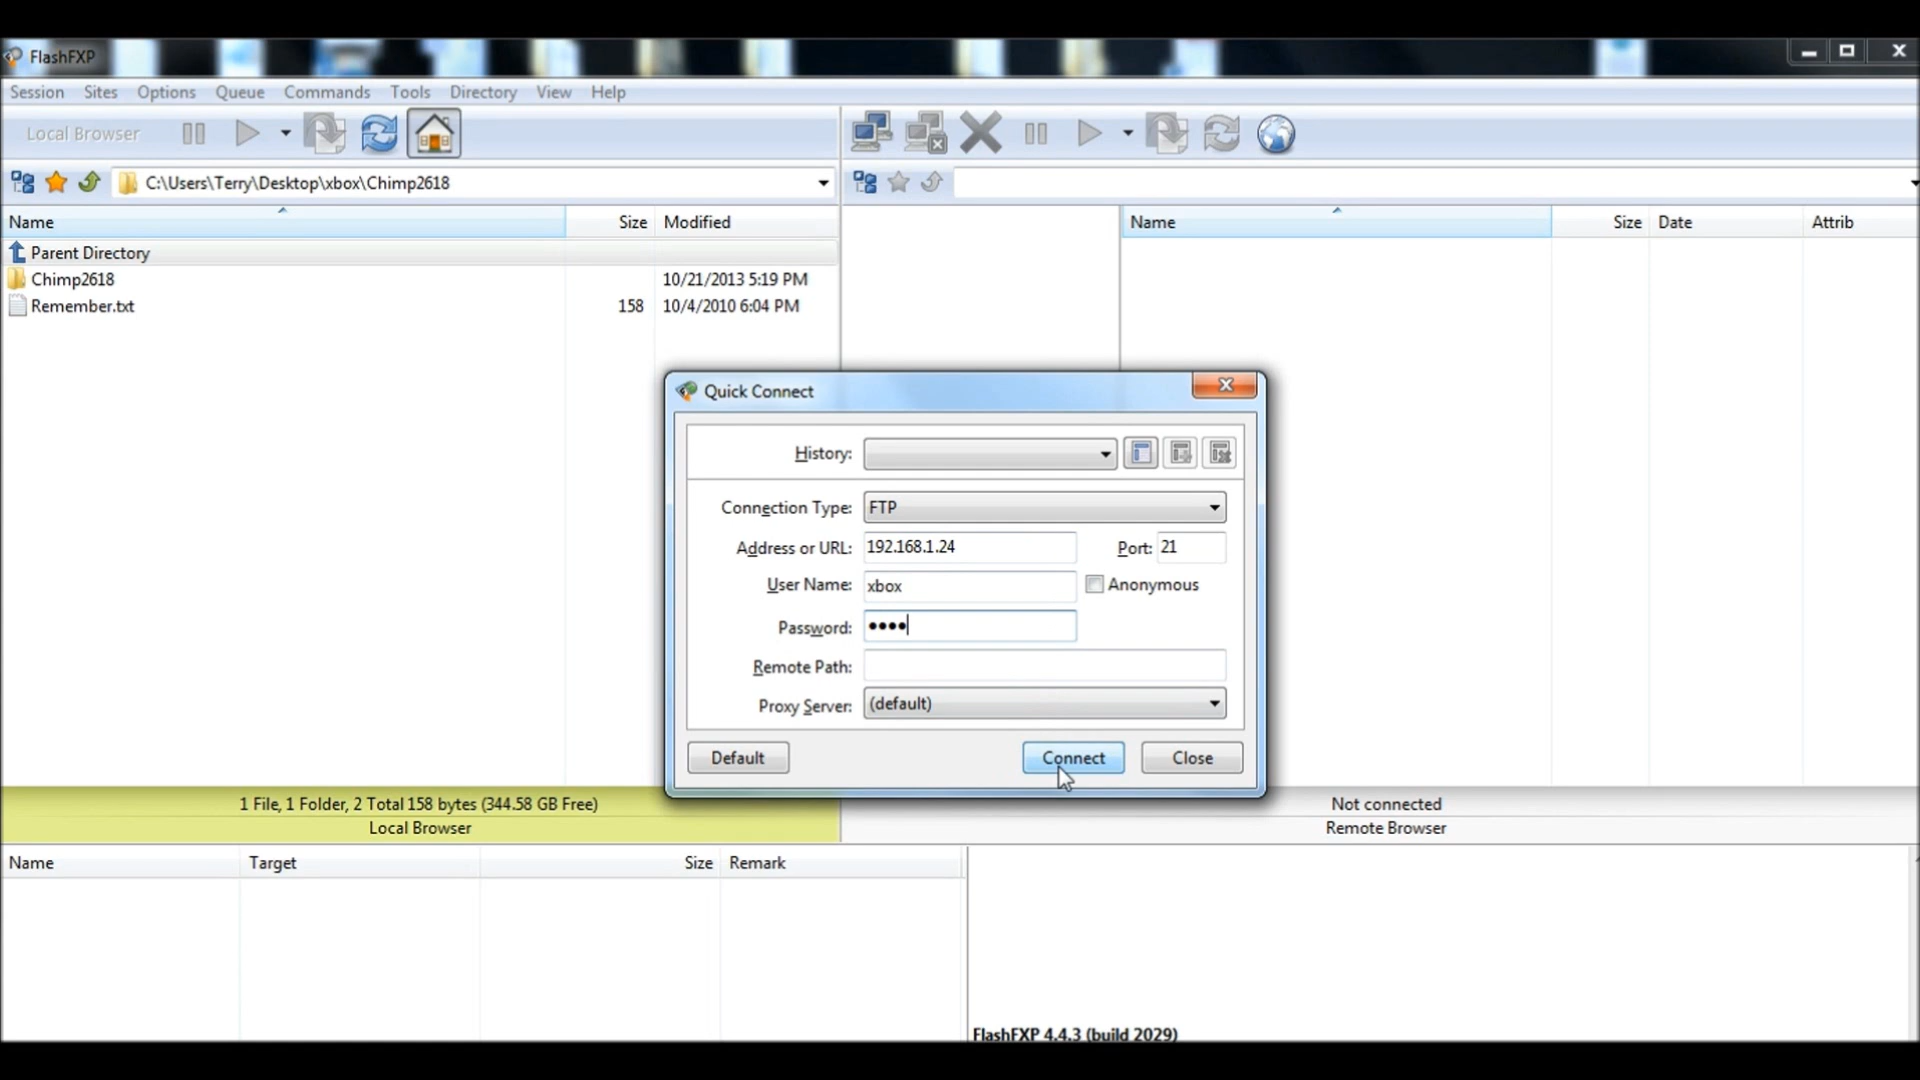 FlashFXP
Session Sites Options Queue Commands Tools Directory View Help
Local Browser
C:\Users\Terry\Desktop\xbox\Chimp2618
Name Size Modified
Name Size Date Attrib
Parent Directory
Chimp2618 10/21/2013 5:19 PM
Remember.txt 158 10/4/2010 6:04 PM
Quick Connect
History:
Connection Type: FTP
Address or URL: 192.168.1.24 Port: 21
User Name: xbox Anonymous
Password: ••••
Remote Path:
Proxy Server: (default)
Default Connect Close
1 File, 1 Folder, 2 Total 158 bytes (344.58 GB Free)
Local Browser
Not connected
Remote Browser
Name Target Size Remark
FlashFXP 4.4.3 (build 2029)